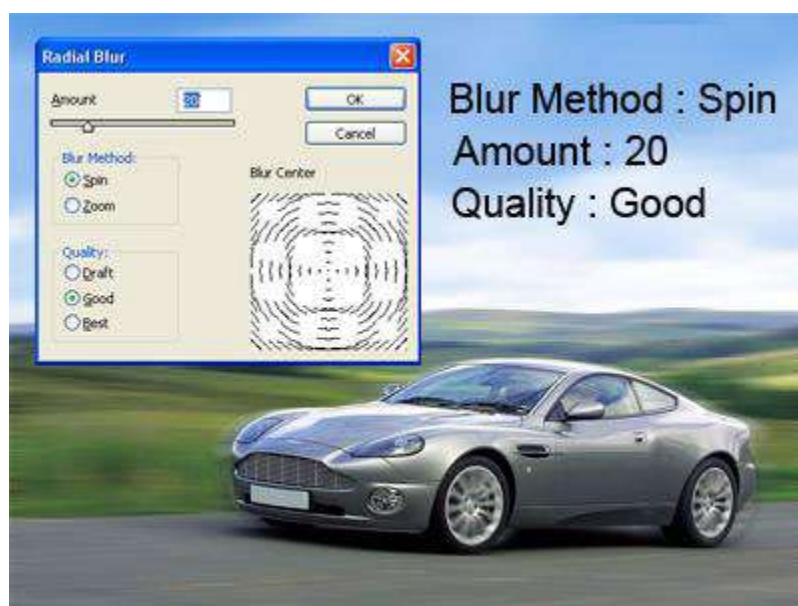 Radial Blur
Amount 20
OK
Cancel
Blur Method:
Spin
Zoom
Blur Center
Quality:
Draft
Good
Best
Blur Method : Spin
Amount : 20
Quality : Good